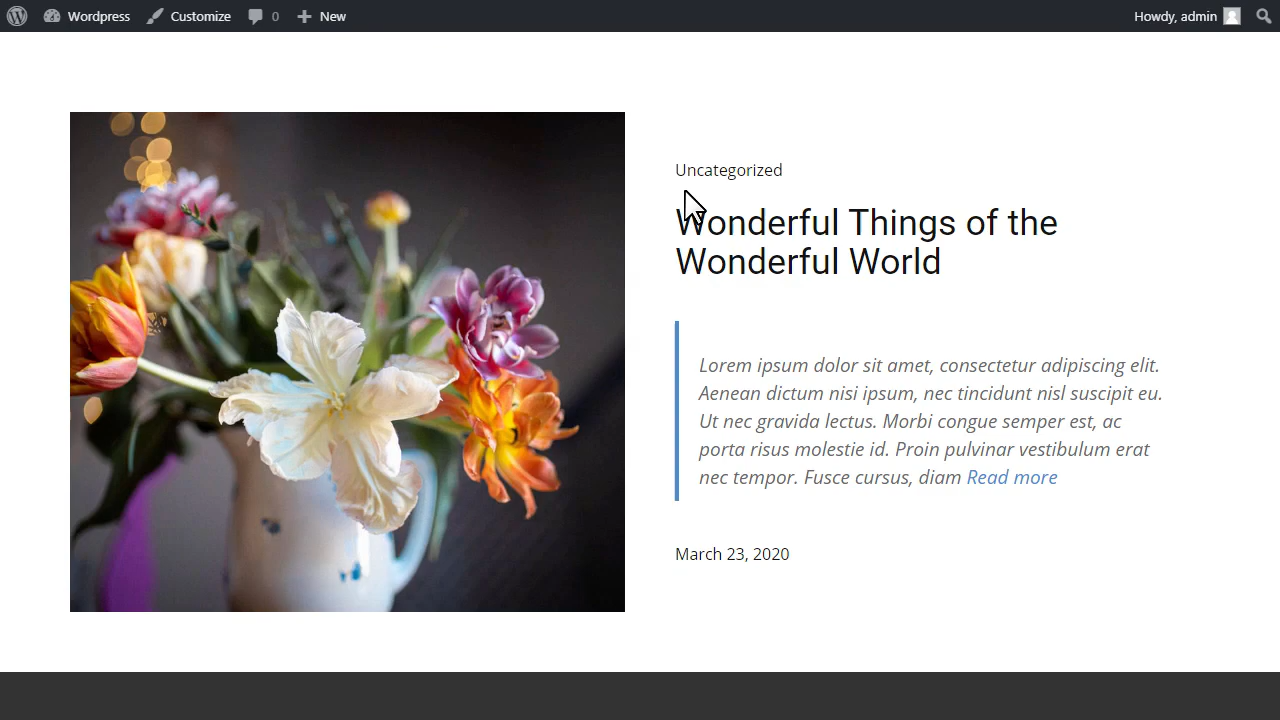 Wordpress Customize 0 New Howdy, admin
Uncategorized
Wonderful Things of the
Wonderful World
Lorem ipsum dolor sit amet, consectetur adipiscing elit.
Aenean dictum nisi ipsum, nec tincidunt nisl suscipit eu.
Ut nec gravida lectus. Morbi congue semper est, ac
porta risus molestie id. Proin pulvinar vestibulum erat
nec tempor. Fusce cursus, diam Read more
March 23, 2020